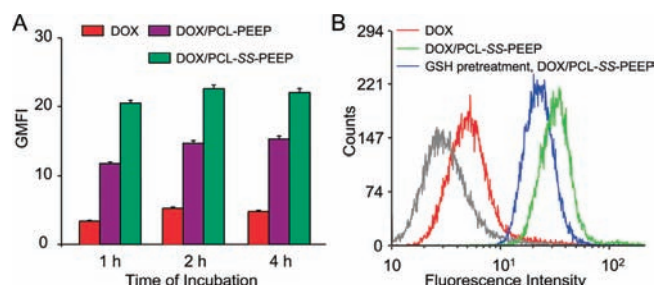 A
DOX
DOX/PCL-PEEP
DOX/PCL-SS-PEEP
30
20
10
0
GMFI
1 h
2 h
4 h
Time of Incubation
B
DOX
DOX/PCL-SS-PEEP
GSH pretreatment, DOX/PCL-SS-PEEP
294
221
147
74
0
Counts
10
10¹
10²
Fluorescence Intensity